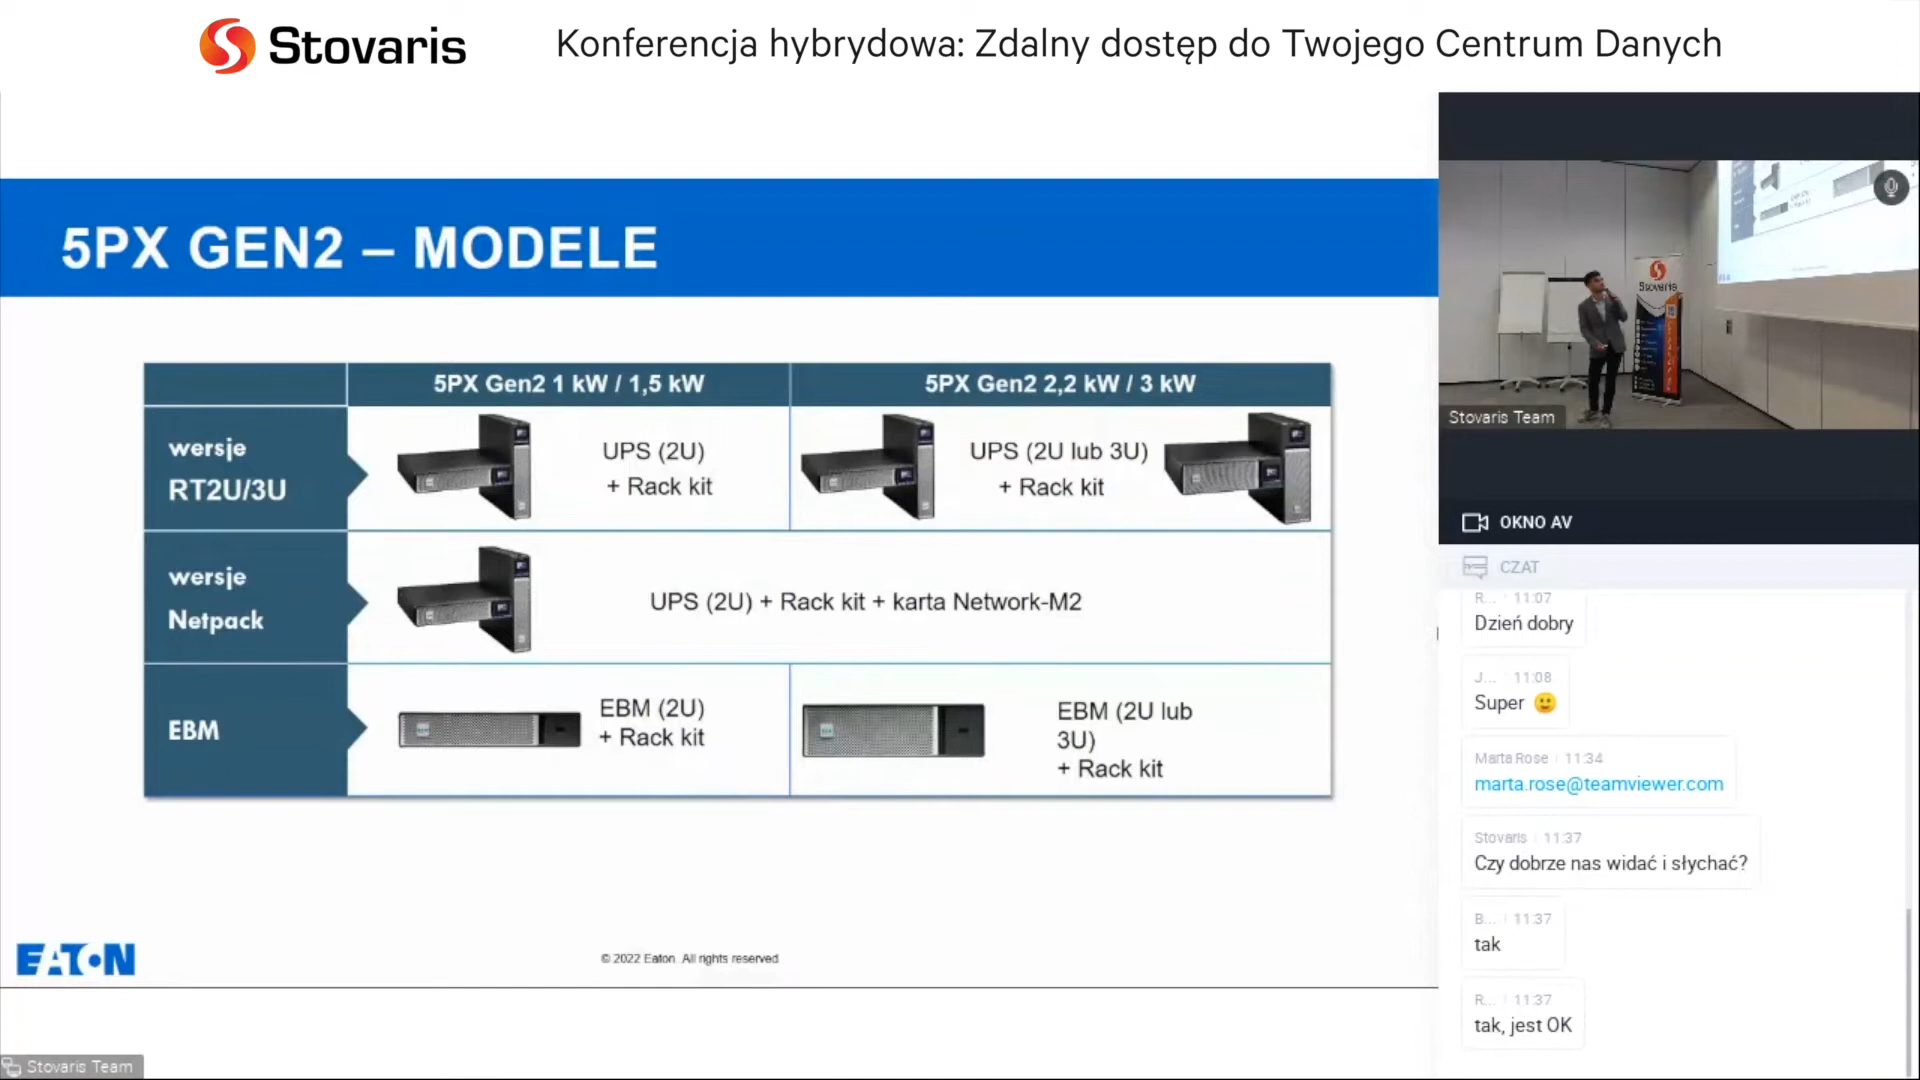 Stovaris
Konferencja hybrydowa: Zdalny dostęp do Twojego Centrum Danych
5PX GEN2 – MODELE
5PX Gen2 1 kW / 1,5 kW
5PX Gen2 2,2 kW / 3 kW
wersje
RT2U/3U
UPS (2U)
+ Rack kit
UPS (2U lub 3U)
+ Rack kit
wersje
Netpack
UPS (2U) + Rack kit + karta Network-M2
EBM
EBM (2U)
+ Rack kit
EBM (2U lub
3U)
+ Rack kit
EATON
© 2022 Eaton. All rights reserved
Stovaris Team
Stovaris
Stovaris Team
OKNO AV
CZAT
R... 11:07
Dzień dobry
J... 11:08
Super 🙂
Marta Rose 11:34
marta.rose@teamviewer.com
Stovaris 11:37
Czy dobrze nas widać i słychać?
B... 11:37
tak
R... 11:37
tak, jest OK